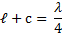 ℓ + c = λ/4